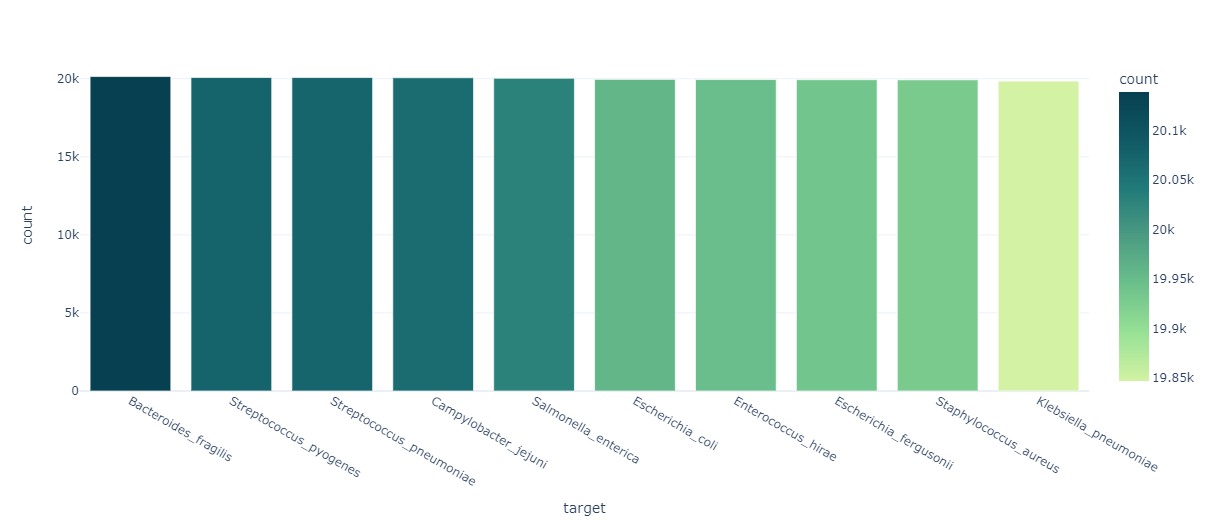 count
20k
15k
10k
5k
0
count
Bacteroides_fragilis
Streptococcus_pyogenes
Streptococcus_pneumoniae
Campylobacter_jejuni
Salmonella_enterica
Escherichia_coli
Enterococcus_hirae
Escherichia_fergusonii
Staphylococcus_aureus
Klebsiella_pneumoniae
target
20.1k
20.05k
20k
19.95k
19.9k
19.85k